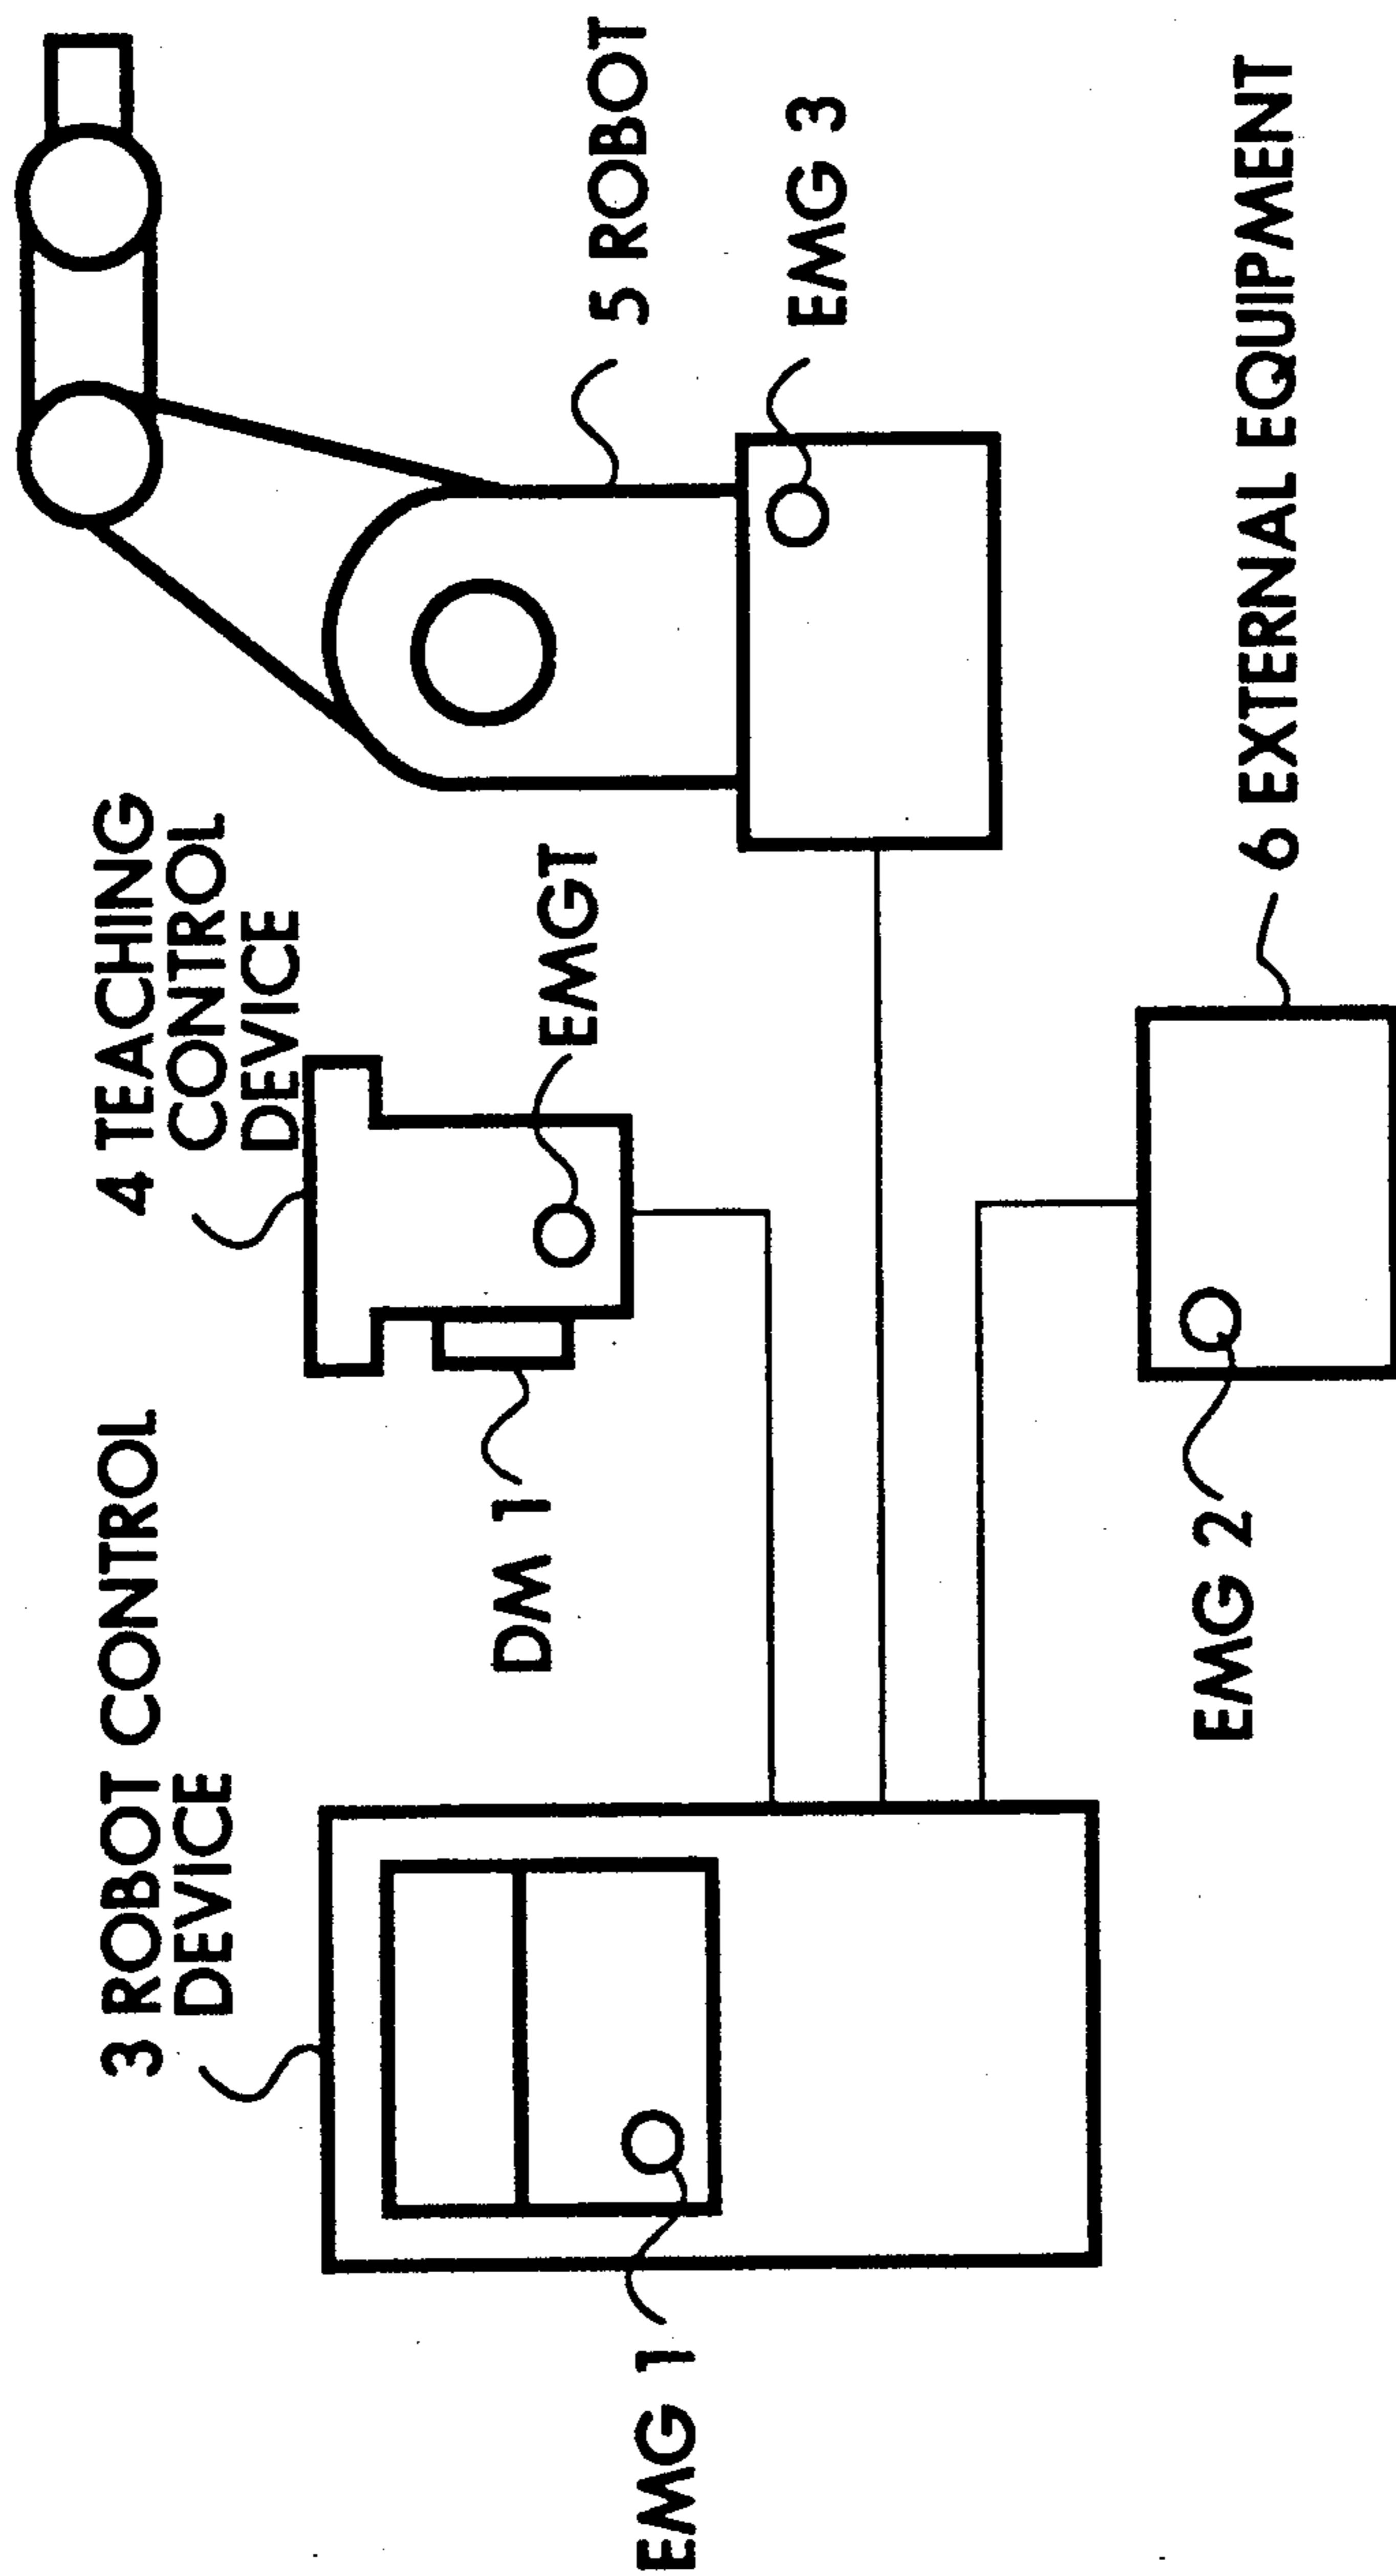 3 ROBOT CONTROL
DEVICE
4 TEACHING
CONTROL
DEVICE
5 ROBOT
EMG 3
EMGT
DM 1
EMG 1
EMG 2
6 EXTERNAL EQUIPMENT